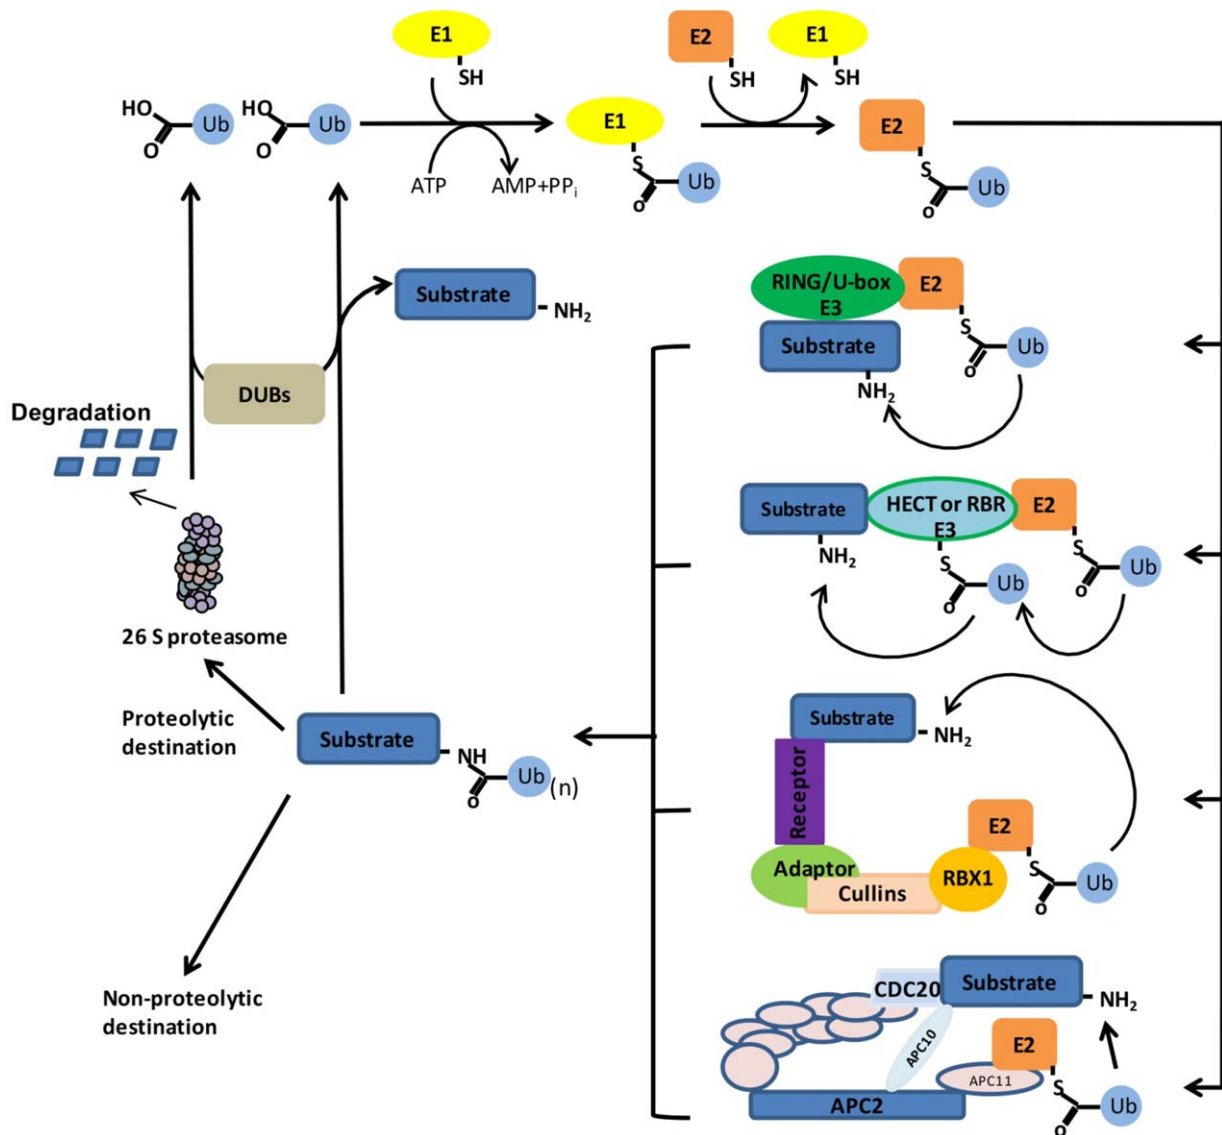 E1
SH
E2
SH
E1
SH
HO
O
Ub
HO
O
Ub
ATP
AMP+PPi
E1
S
O
Ub
E2
S
O
Ub
Substrate
NH2
DUBs
Degradation
26 S proteasome
Proteolytic
destination
Substrate
NH
O
Ub
(n)
Non-proteolytic
destination
RING/U-box
E3
E2
S
O
Ub
Substrate
NH2
Substrate
NH2
HECT or RBR
E3
S
O
Ub
E2
S
O
Ub
Substrate
NH2
Receptor
Adaptor
Cullins
RBX1
E2
S
O
Ub
CDC20
Substrate
NH2
APC10
APC11
APC2
E2
S
O
Ub